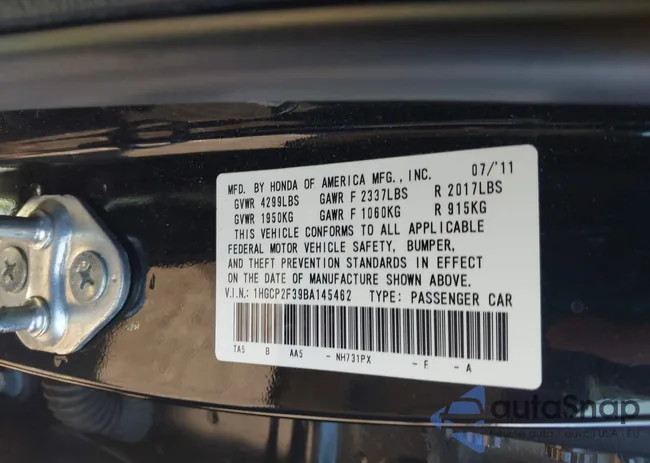 MFD. BY HONDA OF AMERICA MFG., INC. 07/'11
GVWR 4299LBS GAWR F 2337LBS R 2017LBS
GVWR 1950KG GAWR F 1060KG R 915KG
THIS VEHICLE CONFORMS TO ALL APPLICABLE
FEDERAL MOTOR VEHICLE SAFETY, BUMPER,
AND THEFT PREVENTION STANDARDS IN EFFECT
ON THE DATE OF MANUFACTURE SHOWN ABOVE.
V.I.N.: 1HGCP2F39BA145462 TYPE: PASSENGER CAR
TA5 B AA5 - NH731PX - E - A
autoSnap